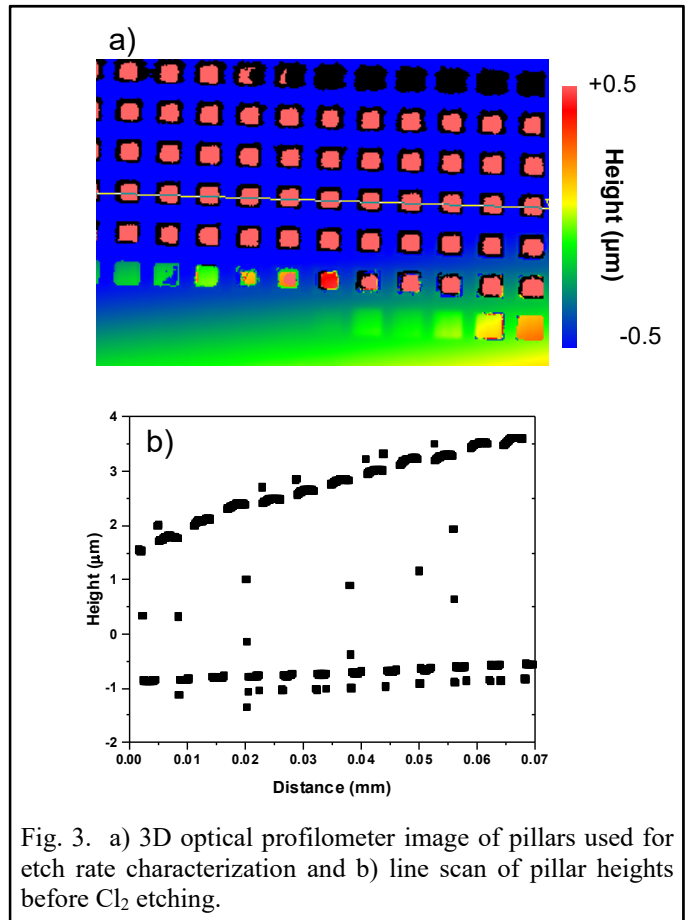 a)
+0.5
Height (µm)
-0.5
b)
4
3
2
1
0
-1
-2
Height (µm)
0.00 0.01 0.02 0.03 0.04 0.05 0.06 0.07
Distance (mm)
Fig. 3. a) 3D optical profilometer image of pillars used for
etch rate characterization and b) line scan of pillar heights
before Cl₂ etching.